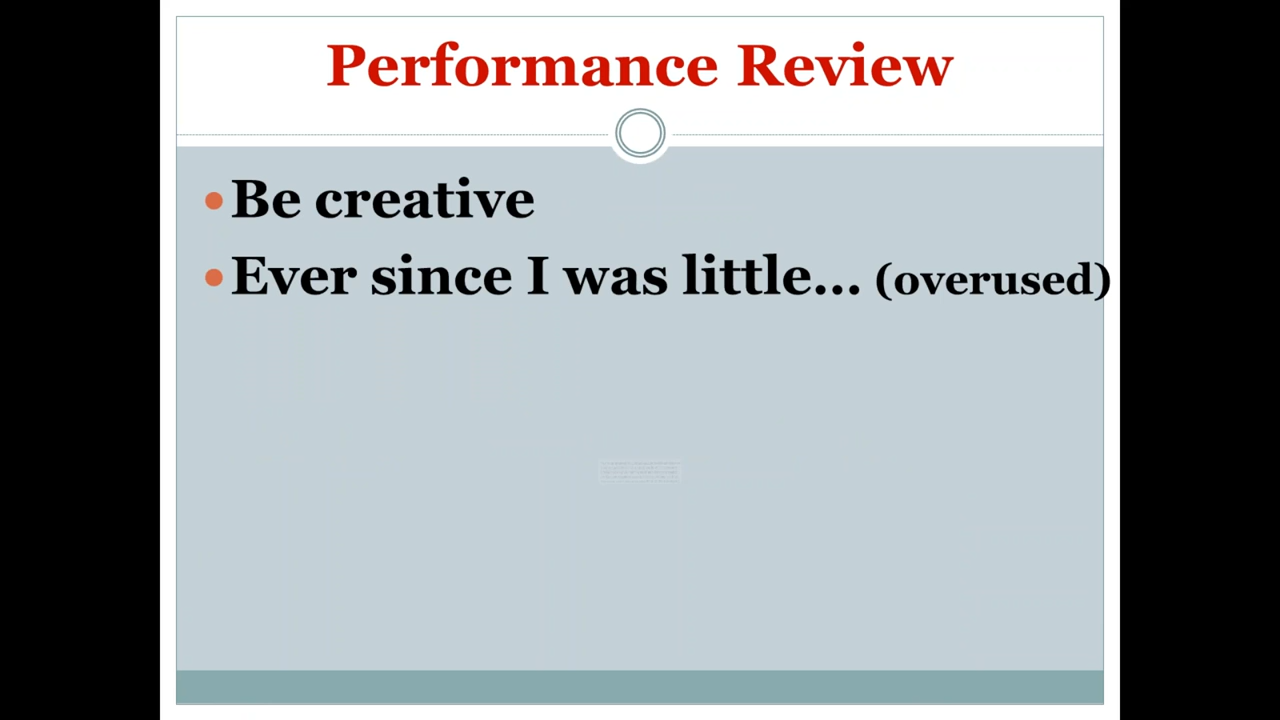 Performance Review
Be creative
Ever since I was little... (overused)